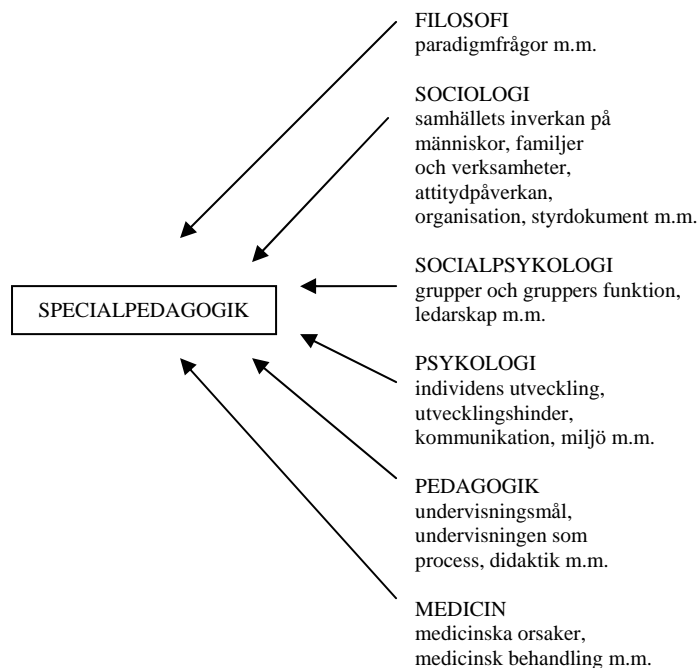 FILOSOFI
paradigmfrågor m.m.
SOCIOLOGI
samhällets inverkan på
människor, familjer
och verksamheter,
attitydpåverkan,
organisation, styrdokument m.m.
SOCIALPSYKOLOGI
grupper och gruppers funktion,
ledarskap m.m.
SPECIALPEDAGOGIK
PSYKOLOGI
individens utveckling,
utvecklingshinder,
kommunikation, miljö m.m.
PEDAGOGIK
undervisningsmål,
undervisningen som
process, didaktik m.m.
MEDICIN
medicinska orsaker,
medicinsk behandling m.m.